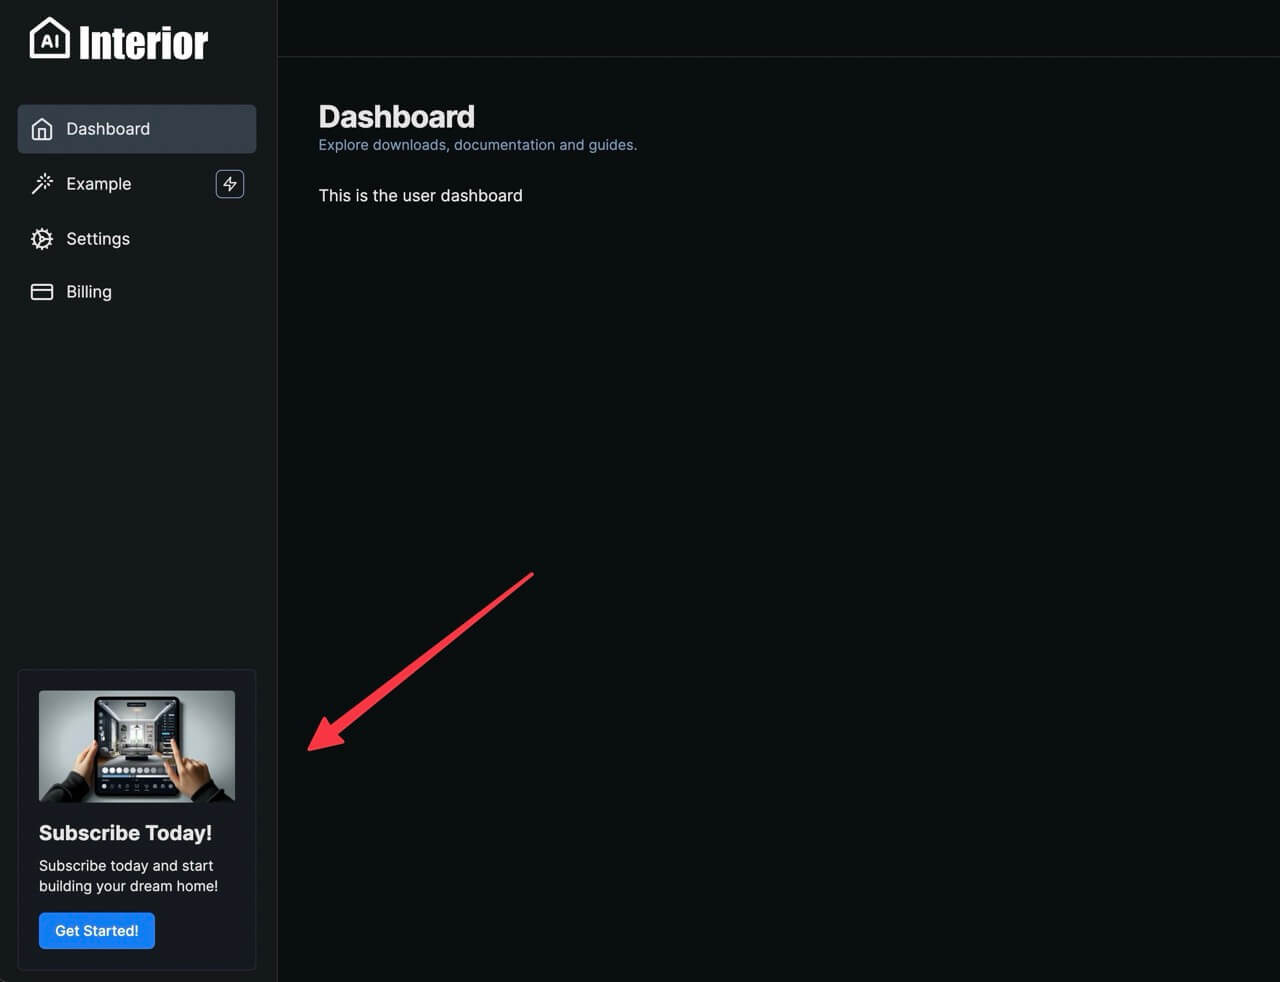 AI Interior
Dashboard
Example
Settings
Billing
Dashboard
Explore downloads, documentation and guides.
This is the user dashboard
Subscribe Today!
Subscribe today and start
building your dream home!
Get Started!